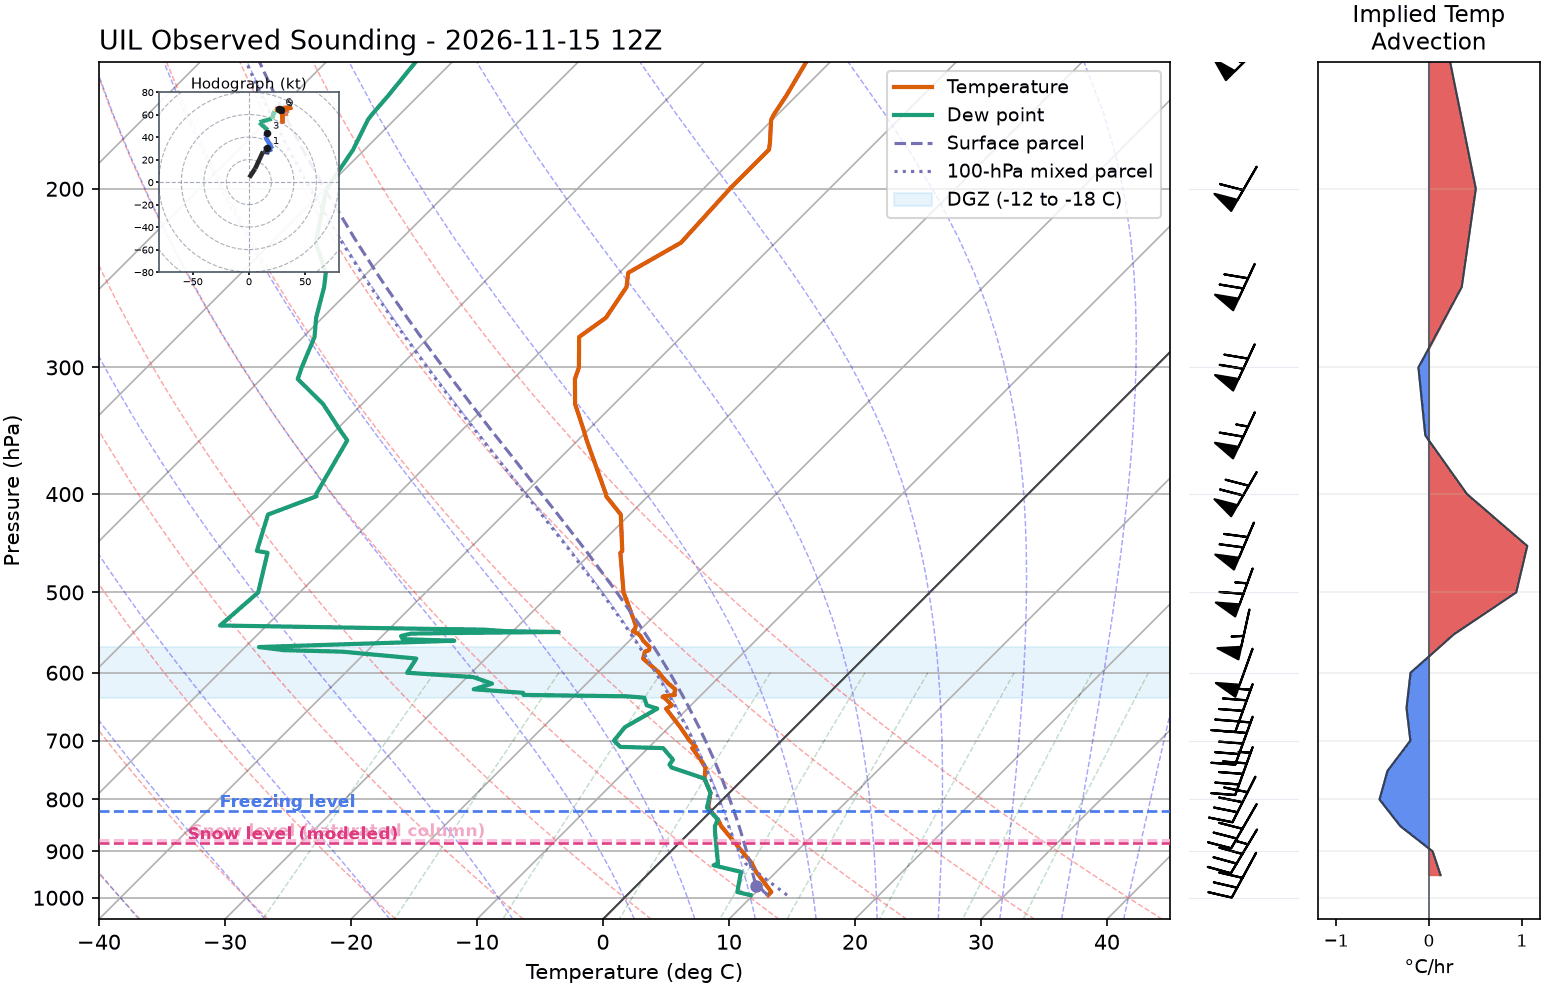 UIL Observed Sounding - 2026-11-15 12Z
Implied Temp
Advection
Hodograph (kt)
80
60
40
20
0
−20
−40
−60
−80
−50
0
50
1
3
Temperature
Dew point
Surface parcel
100-hPa mixed parcel
DGZ (-12 to -18 C)
Pressure (hPa)
200
300
400
500
600
700
800
900
1000
Freezing level
Snow level (modeled)
column)
−40
−30
−20
−10
0
10
20
30
40
Temperature (deg C)
−1
0
1
°C/hr